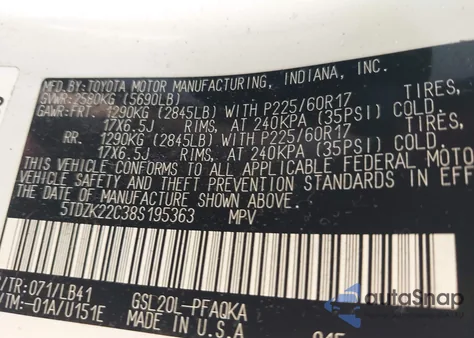 MFD.BY:TOYOTA MOTOR MANUFACTURING, INDIANA, INC.
GVWR:2580KG (5690LB)
GAWR:FRT. 1290KG (2845LB) WITH P225/60R17 TIRES,
17X6.5J RIMS, AT 240KPA (35PSI) COLD.
RR. 1290KG (2845LB) WITH P225/60R17 TIRES,
17X6.5J RIMS, AT 240KPA (35PSI) COLD.
THIS VEHICLE CONFORMS TO ALL APPLICABLE FEDERAL MOTO
VEHICLE SAFETY AND THEFT PREVENTION STANDARDS IN EF
THE DATE OF MANUFACTURE SHOWN ABOVE.
5TDZK22C38S195363 MPV
/TR:071/LB41 GSL20L-PFAQKA
/TM:-01A/U151E MADE IN U.S.A
autoSnap